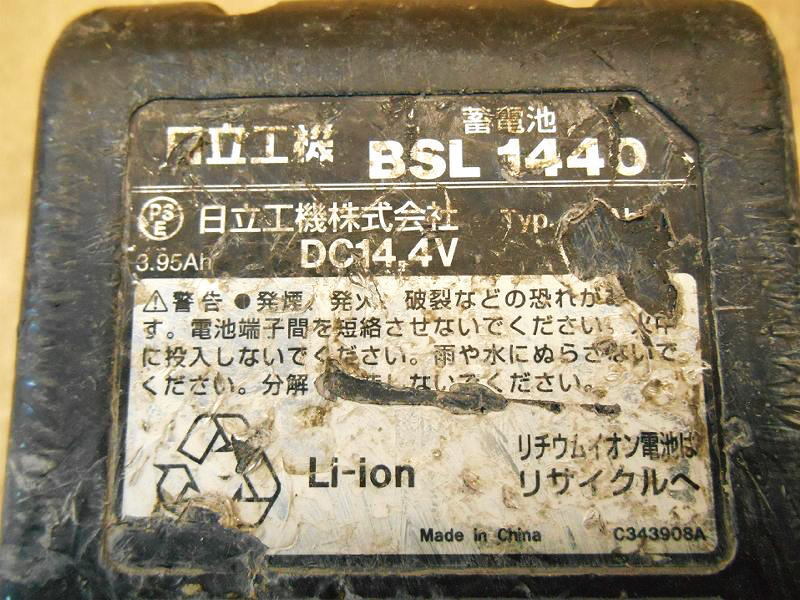 蓄電池
日立工機 BSL 1440
PS E 日立工機株式会社 Typ.
3.95Ah DC14.4V
⚠警告 ●発煙、発火、破裂などの恐れが
す。電池端子間を短絡させないでください。火中
に投入しないでください。雨や水にぬらさないで
ください。分解 しないでください。
Li-ion リチウムイオン電池は
リサイクルへ
Made in China C343908A